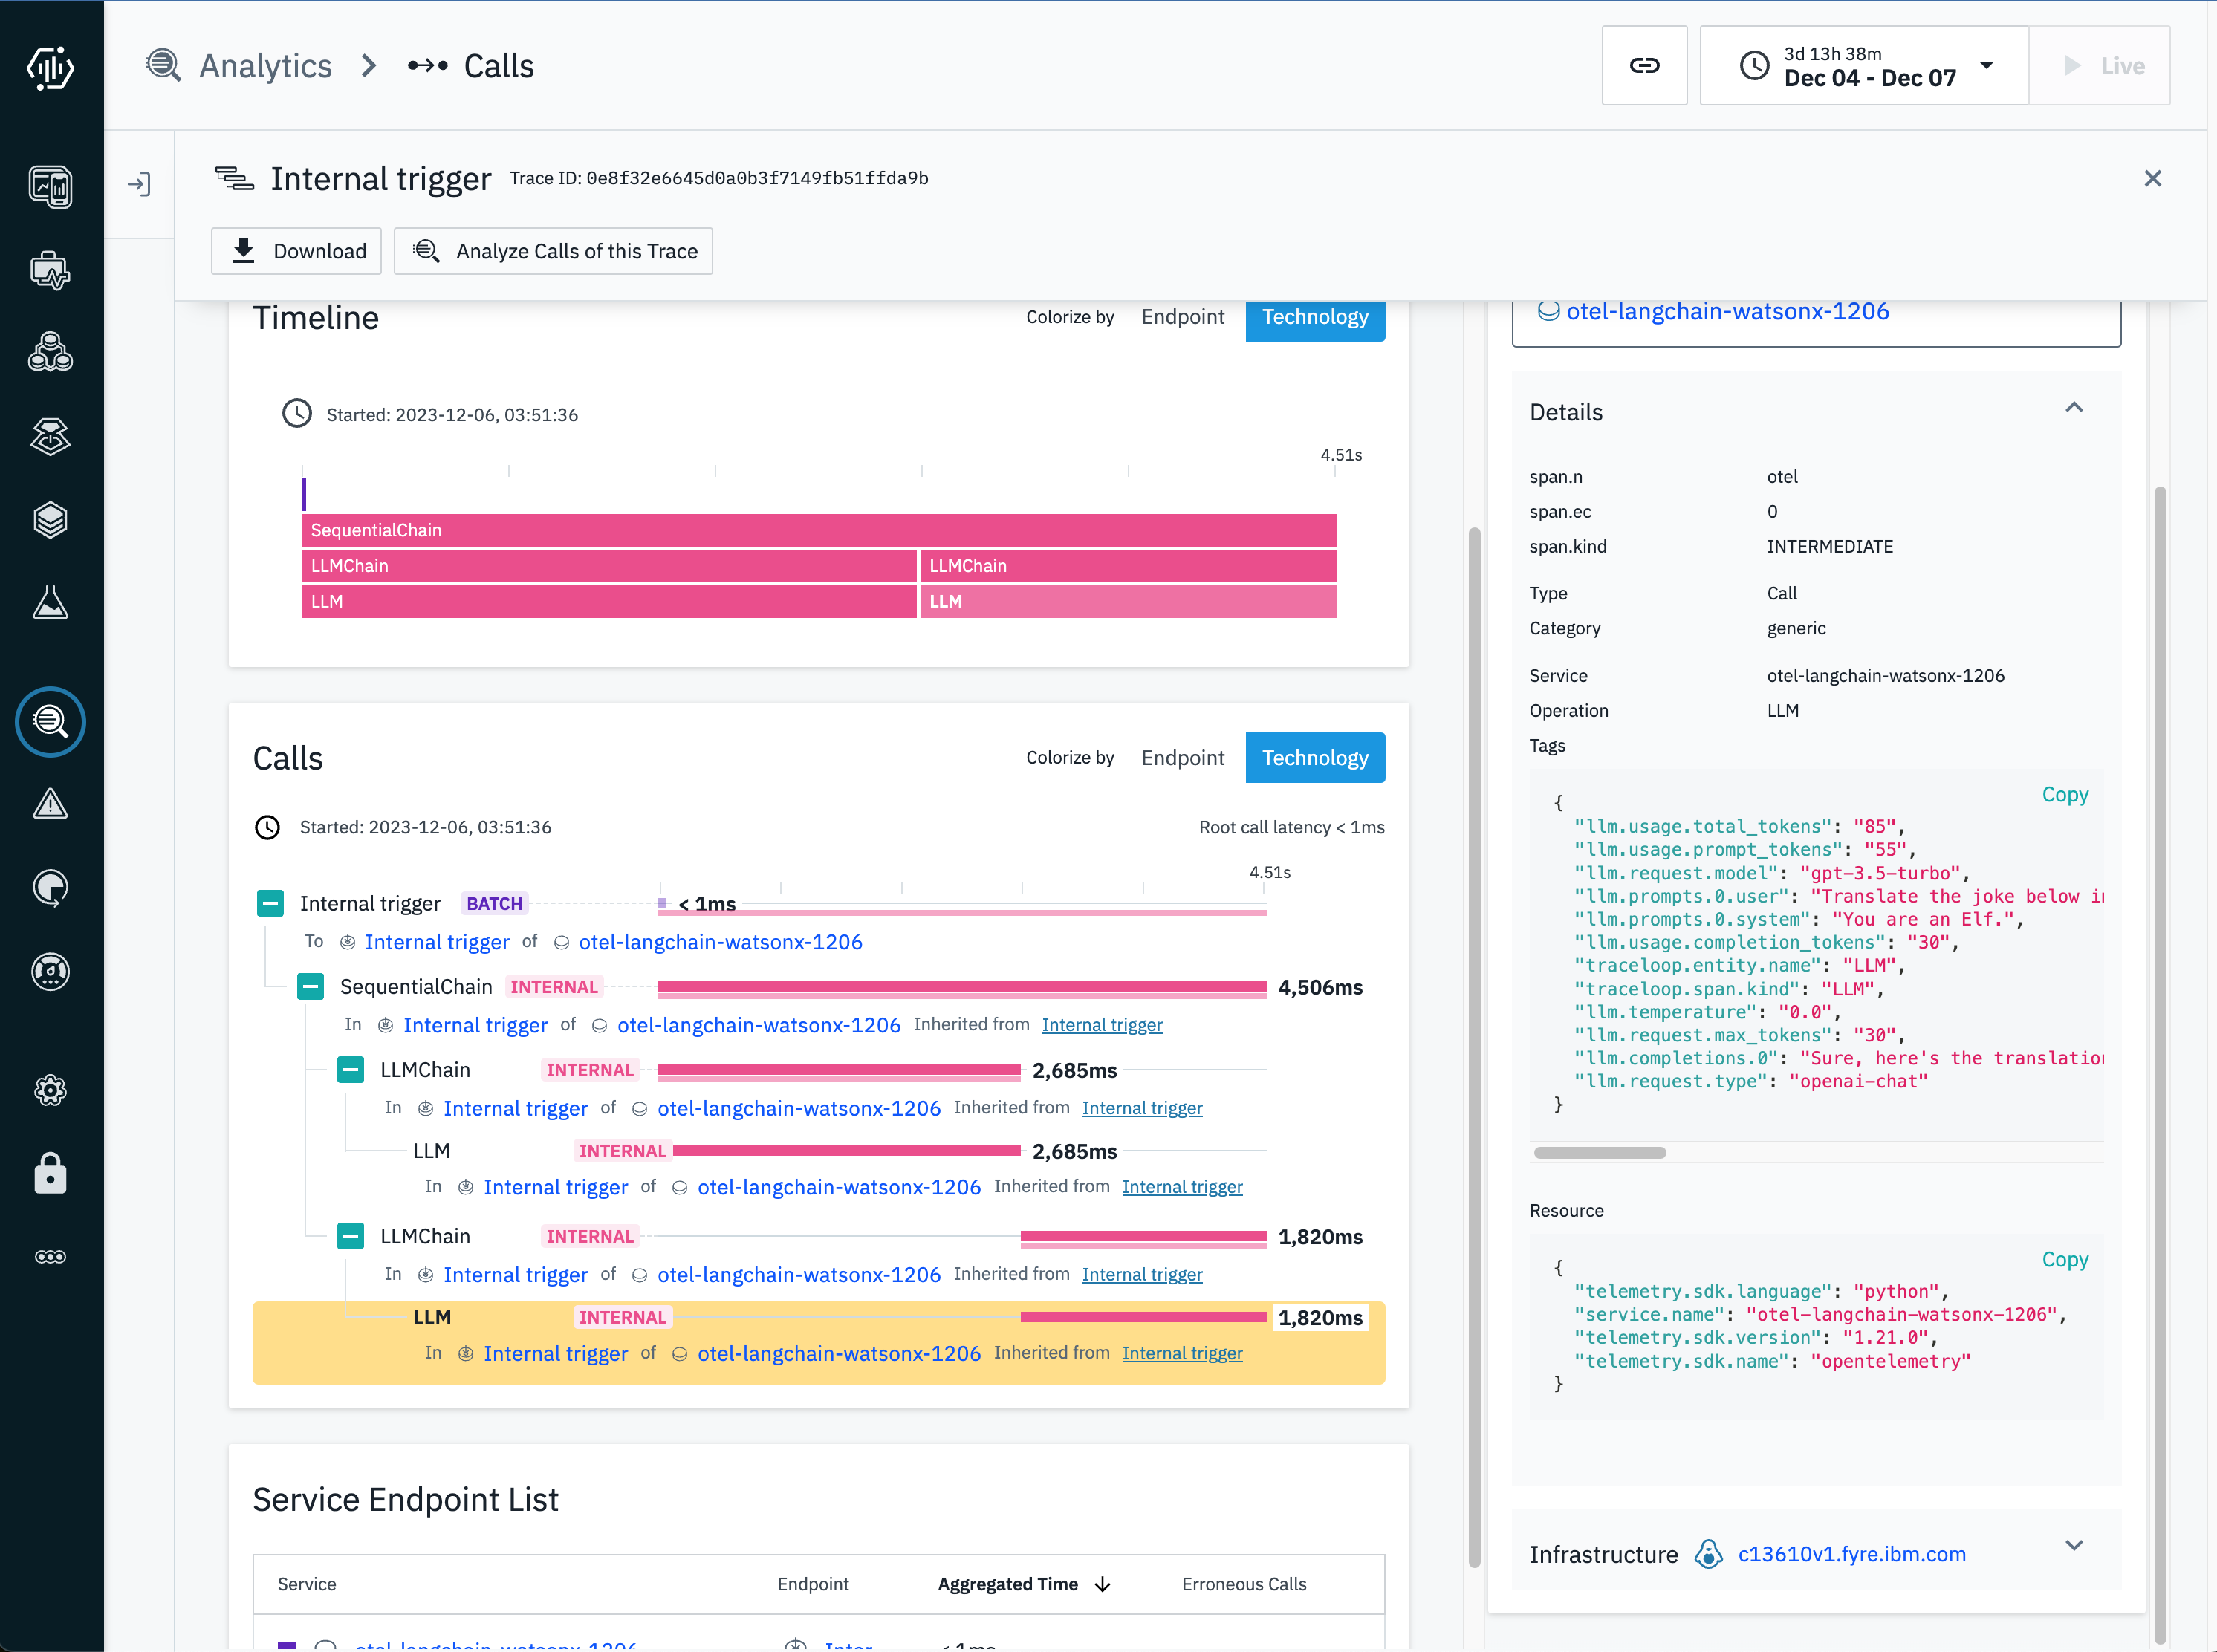 Analytics > Calls
3d 13h 38m
Dec 04 - Dec 07
Live
Internal trigger Trace ID: 0e8f32e6645d0a0b3f7149fb51ffda9b
Download Analyze Calls of this Trace
Timeline Colorize by Endpoint Technology
Started: 2023-12-06, 03:51:36
4.51s
SequentialChain
LLMChain LLMChain
LLM LLM
Calls Colorize by Endpoint Technology
Started: 2023-12-06, 03:51:36 Root call latency < 1ms
4.51s
Internal trigger BATCH < 1ms
To Internal trigger of otel-langchain-watsonx-1206
SequentialChain INTERNAL 4,506ms
In Internal trigger of otel-langchain-watsonx-1206 Inherited from Internal trigger
LLMChain INTERNAL 2,685ms
In Internal trigger of otel-langchain-watsonx-1206 Inherited from Internal trigger
LLM INTERNAL 2,685ms
In Internal trigger of otel-langchain-watsonx-1206 Inherited from Internal trigger
LLMChain INTERNAL 1,820ms
In Internal trigger of otel-langchain-watsonx-1206 Inherited from Internal trigger
LLM INTERNAL 1,820ms
In Internal trigger of otel-langchain-watsonx-1206 Inherited from Internal trigger
Service Endpoint List
Service Endpoint Aggregated Time Erroneous Calls
otel-langchain-watsonx-1206 Inter < 1ms
otel-langchain-watsonx-1206
Details
span.n otel
span.ec 0
span.kind INTERMEDIATE
Type Call
Category generic
Service otel-langchain-watsonx-1206
Operation LLM
Tags
Copy
{
"llm.usage.total_tokens": "85",
"llm.usage.prompt_tokens": "55",
"llm.request.model": "gpt-3.5-turbo",
"llm.prompts.0.user": "Translate the joke below in
"llm.prompts.0.system": "You are an Elf.",
"llm.usage.completion_tokens": "30",
"traceloop.entity.name": "LLM",
"traceloop.span.kind": "LLM",
"llm.temperature": "0.0",
"llm.request.max_tokens": "30",
"llm.completions.0": "Sure, here's the translation
"llm.request.type": "openai-chat"
}
Resource
Copy
{
"telemetry.sdk.language": "python",
"service.name": "otel-langchain-watsonx-1206",
"telemetry.sdk.version": "1.21.0",
"telemetry.sdk.name": "opentelemetry"
}
Infrastructure c13610v1.fyre.ibm.com